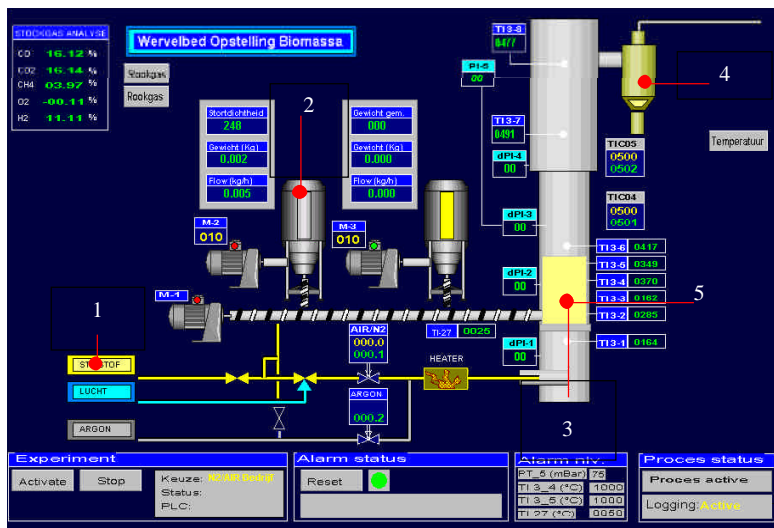 STOCKGAS ANALYSE
CO 16.12 %
CO2 16.14 %
CH4 03.97 %
O2 -00.11 %
H2 11.11 %
Wervelbed Opstelling Biomassa
Stookgas
Rookgas
Stortdichtheid
248
Gewicht (Kg)
0.002
Flow (kg/h)
0.005
2
Gewicht gem.
000
Gewicht (Kg)
0.000
Flow (kg/h)
0.000
TI3-8
0477
PI-5
00
TI3-7
0491
dPI-4
00
dPI-3
00
dPI-2
00
dPI-1
00
4
Temperatuur
TIC05
0500
0502
TIC04
0500
0501
TI3-6 0417
TI3-5 0349
TI3-4 0370
TI3-3 0162
TI3-2 0285
TI3-1 0164
5
M-2
010
M-3
010
M-1
1
TI-27 0025
AIR/N2
000.0
000.1
HEATER
ARGON
000.2
LUCHT
ARGON
3
Experiment
Activate
Stop
Keuze: N2/AIR Bedrijf
Status:
PLC:
Alarm status
Reset
Alarm niv.
PT_5 (mBar) 75
TI 3_4 (°C) 1000
TI 3_5 (°C) 1000
TI 27 (°C) 0050
Proces status
Proces active
Logging: Active